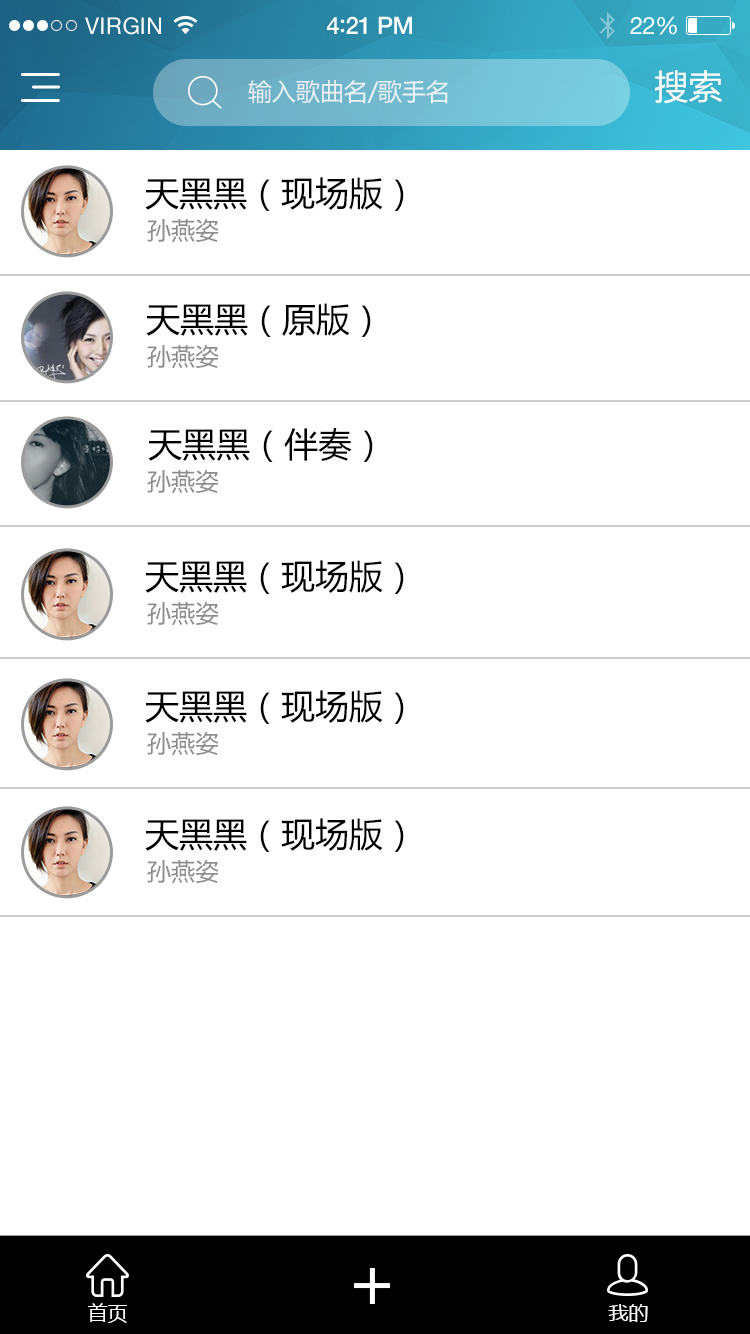 VIRGIN 4:21 PM 22%
输入歌曲名/歌手名 搜索
天黑黑（现场版）
孙燕姿
天黑黑（原版）
孙燕姿
天黑黑（伴奏）
孙燕姿
天黑黑（现场版）
孙燕姿
天黑黑（现场版）
孙燕姿
天黑黑（现场版）
孙燕姿
首页 我的